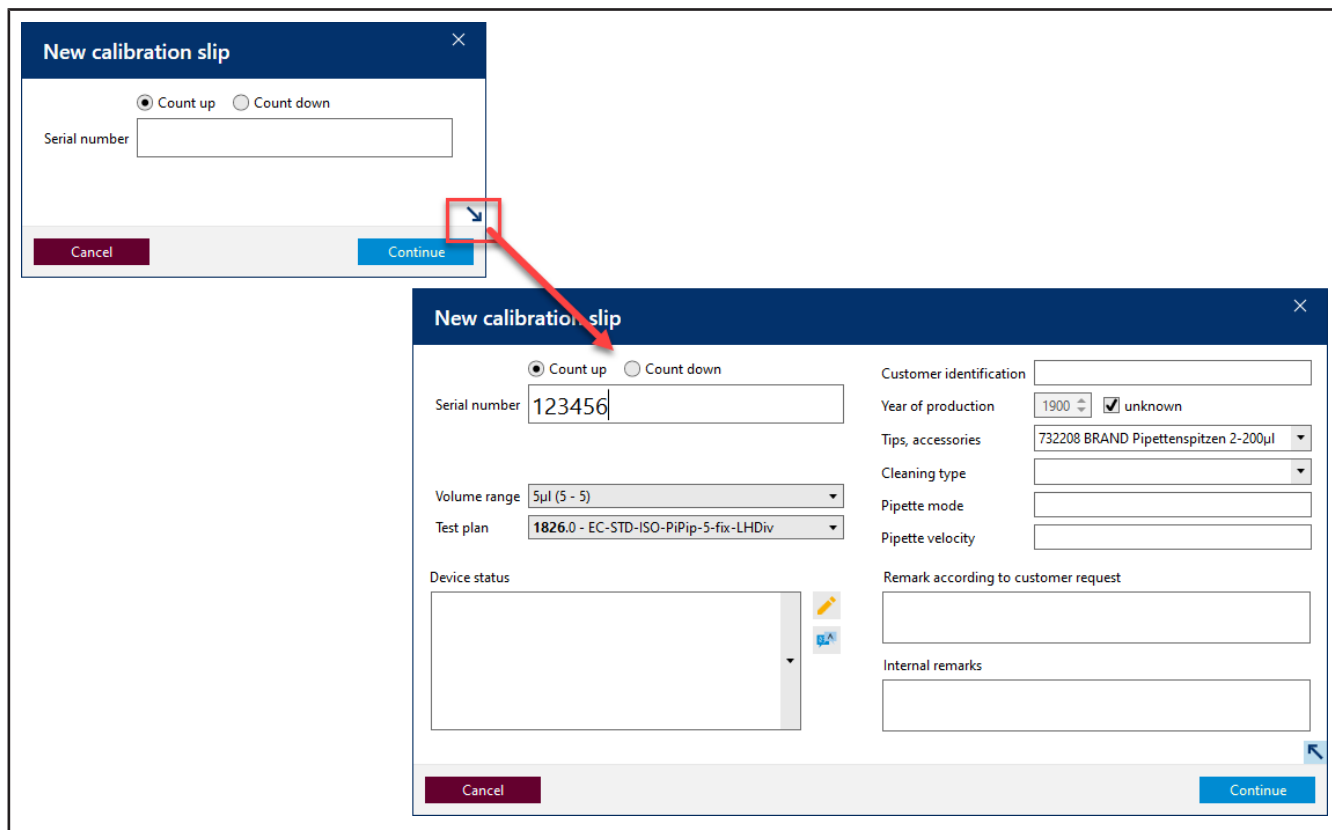 New calibration slip
Count up Count down
Serial number
Cancel Continue
New calibration slip
Count up Count down
Serial number 123456
Volume range 5µl (5 - 5)
Test plan 1826.0 - EC-STD-ISO-PiPip-5-fix-LHDiv
Device status
Customer identification
Year of production 1900 unknown
Tips, accessories 732208 BRAND Pipettenspitzen 2-200µl
Cleaning type
Pipette mode
Pipette velocity
Remark according to customer request
Internal remarks
Cancel Continue